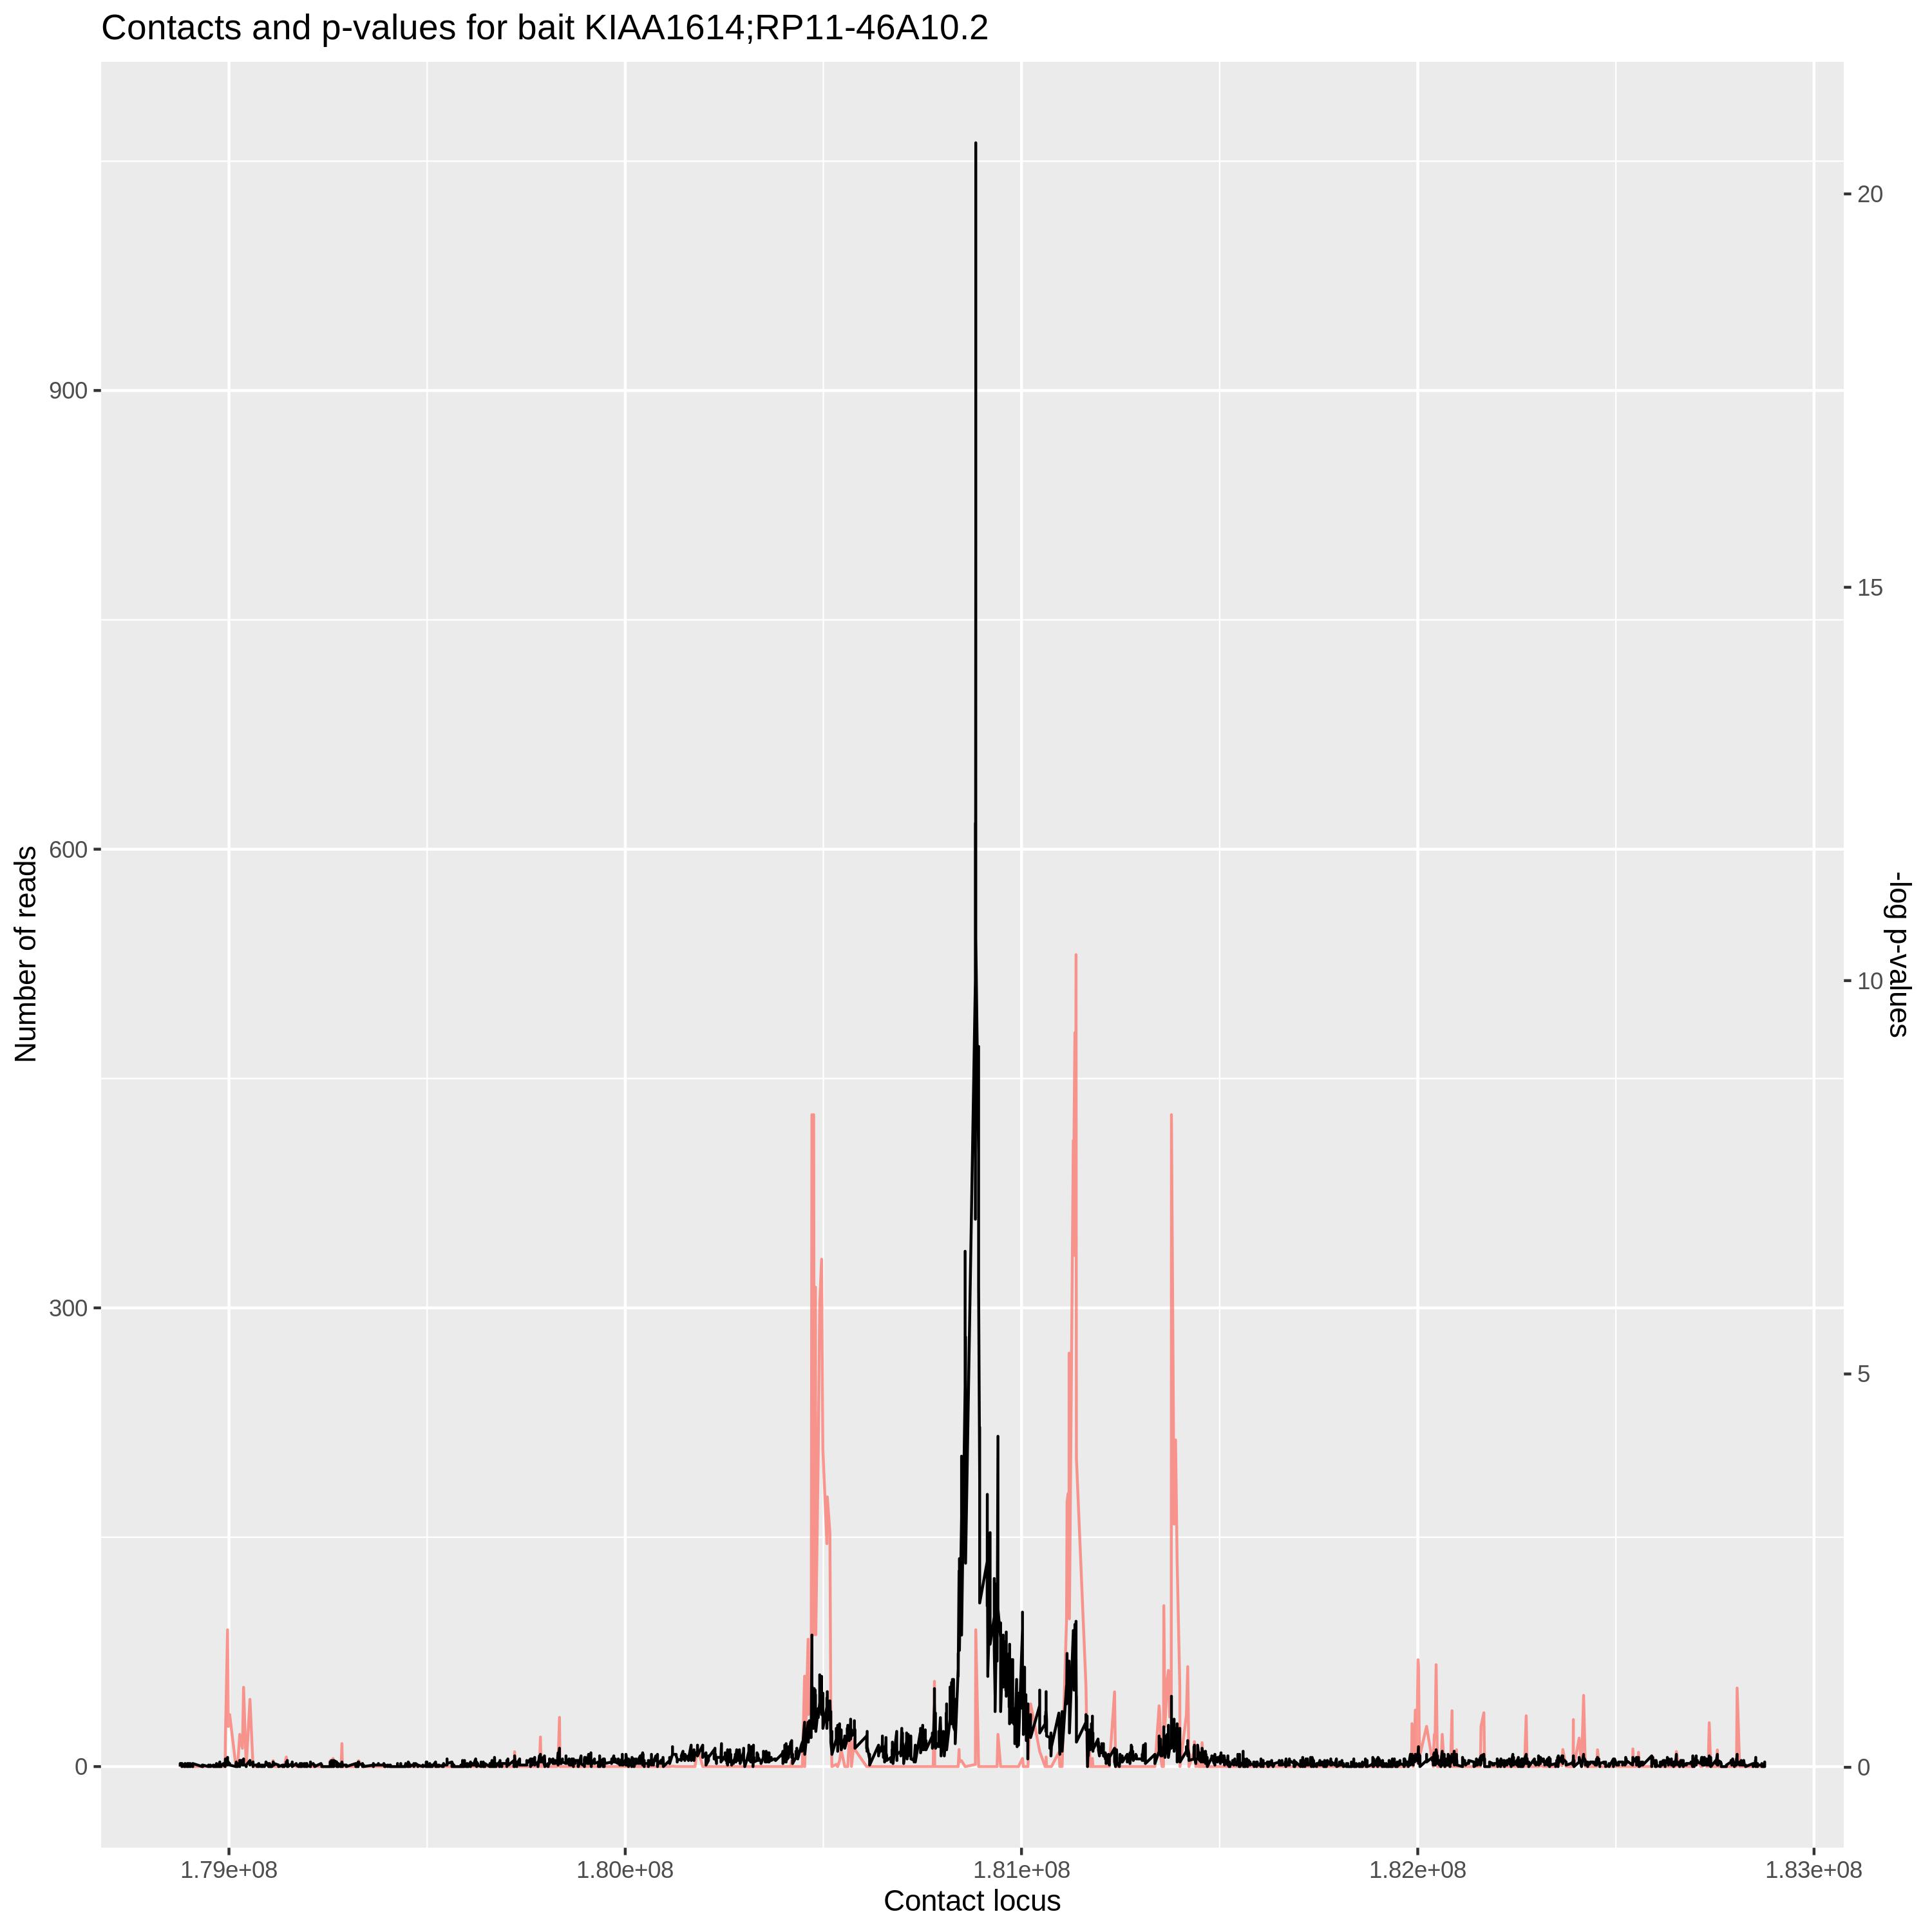 Contacts and p-values for bait KIAA1614;RP11-46A10.2
Number of reads
900
600
300
0
20
15
10
5
0
-log p-values
1.79e+08
1.80e+08
1.81e+08
1.82e+08
1.83e+08
Contact locus